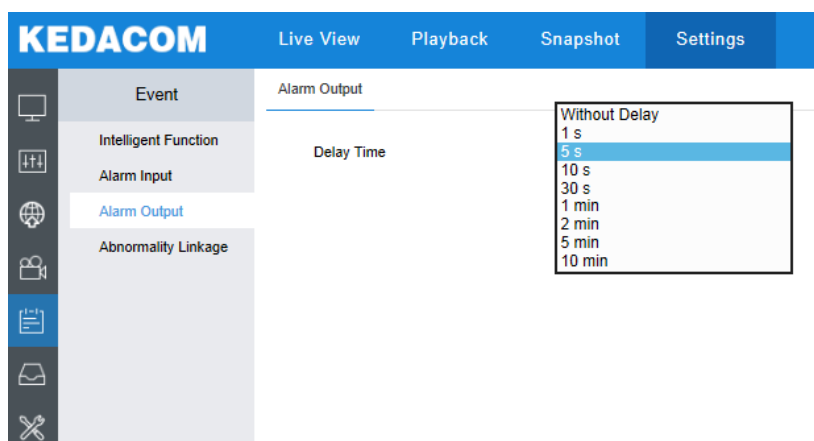 KEDACOM
Live View
Playback
Snapshot
Settings
Event
Intelligent Function
Alarm Input
Alarm Output
Abnormality Linkage
Alarm Output
Delay Time
Without Delay
1 s
5 s
10 s
30 s
1 min
2 min
5 min
10 min